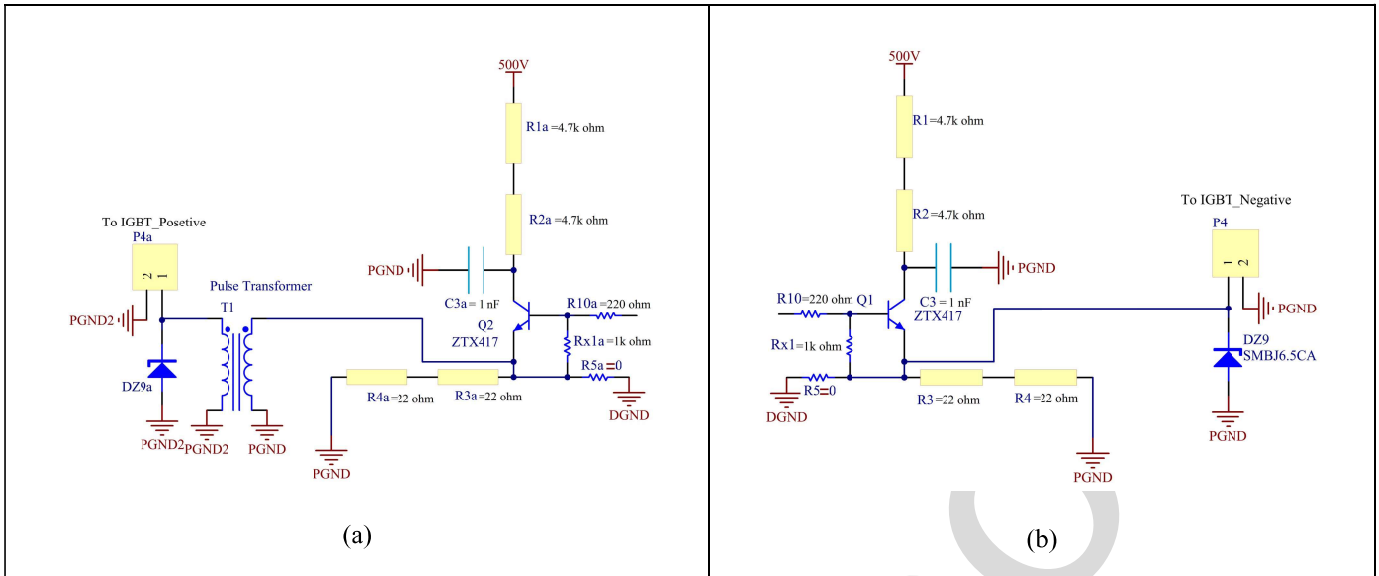 500V
R1a =4.7k ohm
R2a =4.7k ohm
To IGBT_Posetive
P4a
2
1
PGND
C3a = 1 nF
R10a =220 ohm
Pulse Transformer
T1
PGND2
Q2
ZTX417
Rx1a =1k ohm
R5a=0
DZ9a
R4a =22 ohm
R3a =22 ohm
DGND
PGND2
PGND2
PGND
PGND
(a)
500V
R1=4.7k ohm
R2=4.7k ohm
To IGBT_Negative
P4
1
2
PGND
R10=220 ohm
Q1
C3 = 1 nF
ZTX417
PGND
Rx1=1k ohm
DZ9
SMBJ6.5CA
R5=0
R3 =22 ohm
R4 =22 ohm
DGND
PGND
PGND
(b)